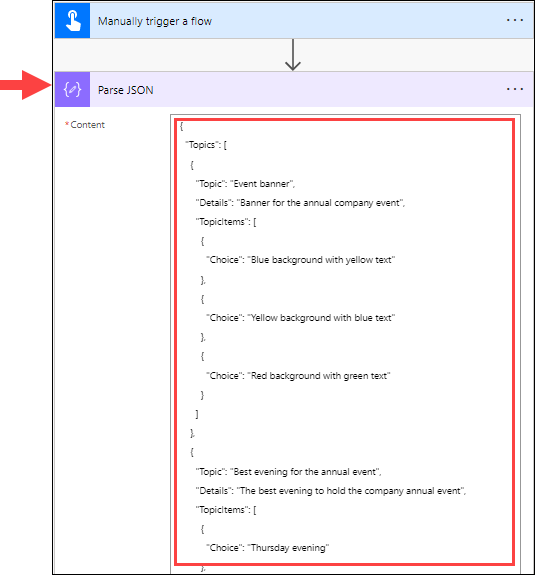 Manually trigger a flow
...
{/} Parse JSON
...
*Content
{
"Topics": [
{
"Topic": "Event banner",
"Details": "Banner for the annual company event",
"TopicItems": [
{
"Choice": "Blue background with yellow text"
},
{
"Choice": "Yellow background with blue text"
},
{
"Choice": "Red background with green text"
}
]
},
{
"Topic": "Best evening for the annual event",
"Details": "The best evening to hold the company annual event",
"TopicItems": [
{
"Choice": "Thursday evening"
},